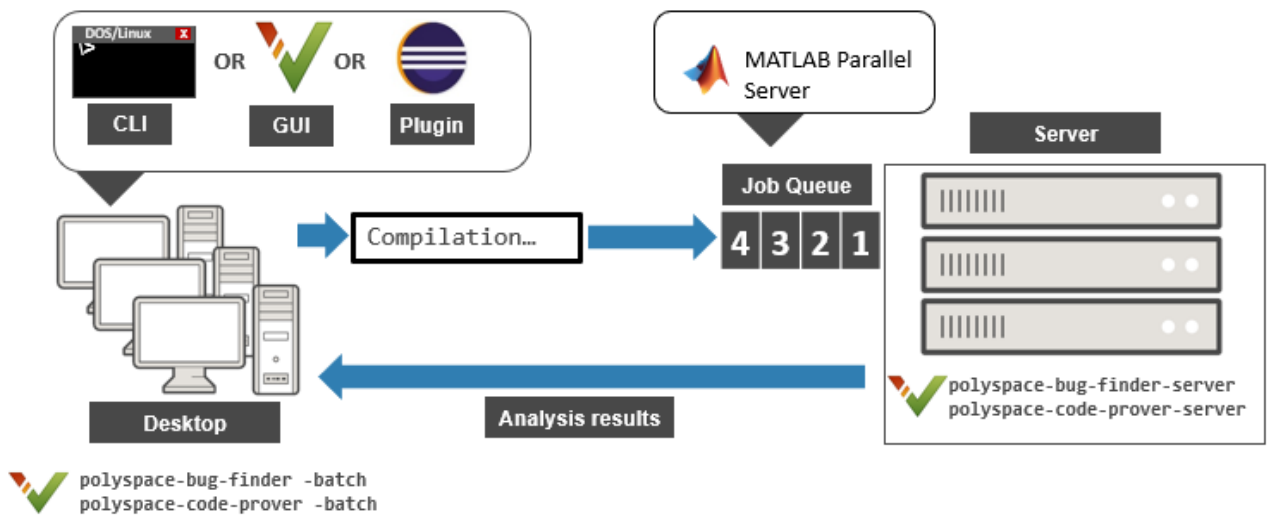 DOS/Linux X
\>
OR
OR
CLI
GUI
Plugin
MATLAB Parallel
Server
Server
Job Queue
4 3 2 1
Compilation…
polyspace-bug-finder-server
polyspace-code-prover-server
Desktop
Analysis results
polyspace-bug-finder -batch
polyspace-code-prover -batch